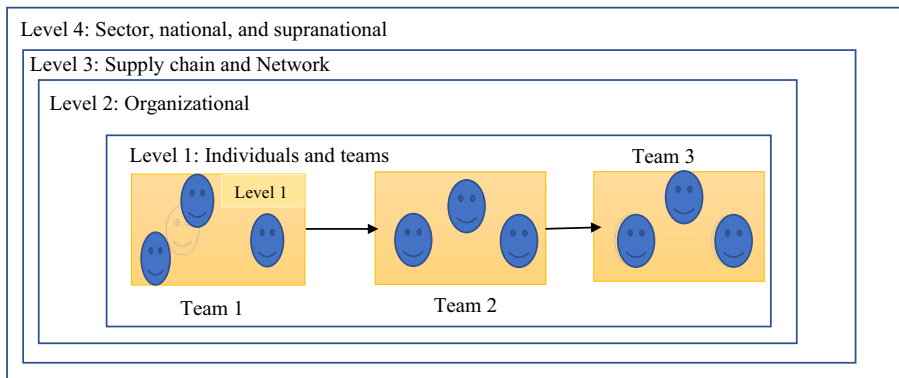 Level 4: Sector, national, and supranational
Level 3: Supply chain and Network
Level 2: Organizational
Level 1: Individuals and teams
Team 3
Level 1
Team 1
Team 2